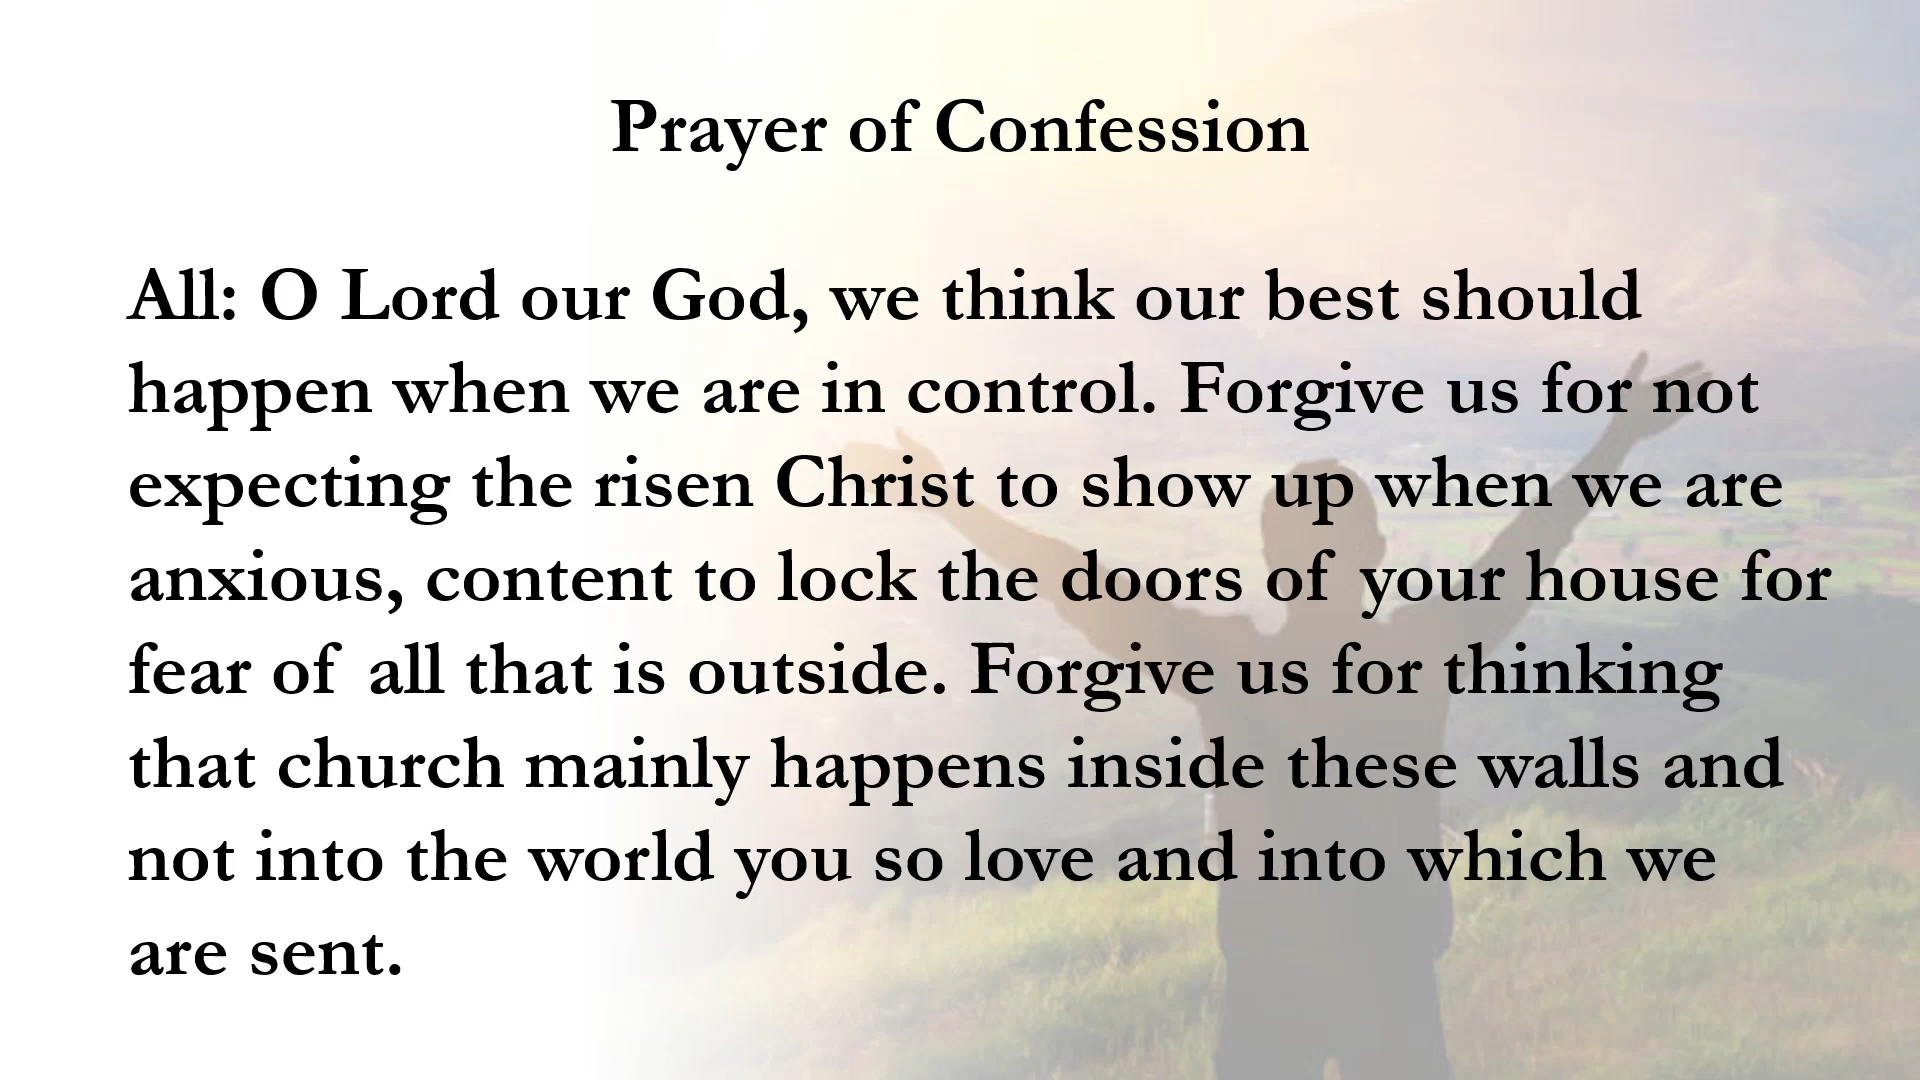 Prayer of Confession
All: O Lord our God, we think our best should
happen when we are in control. Forgive us for not
expecting the risen Christ to show up when we are
anxious, content to lock the doors of your house for
fear of all that is outside. Forgive us for thinking
that church mainly happens inside these walls and
not into the world you so love and into which we
are sent.